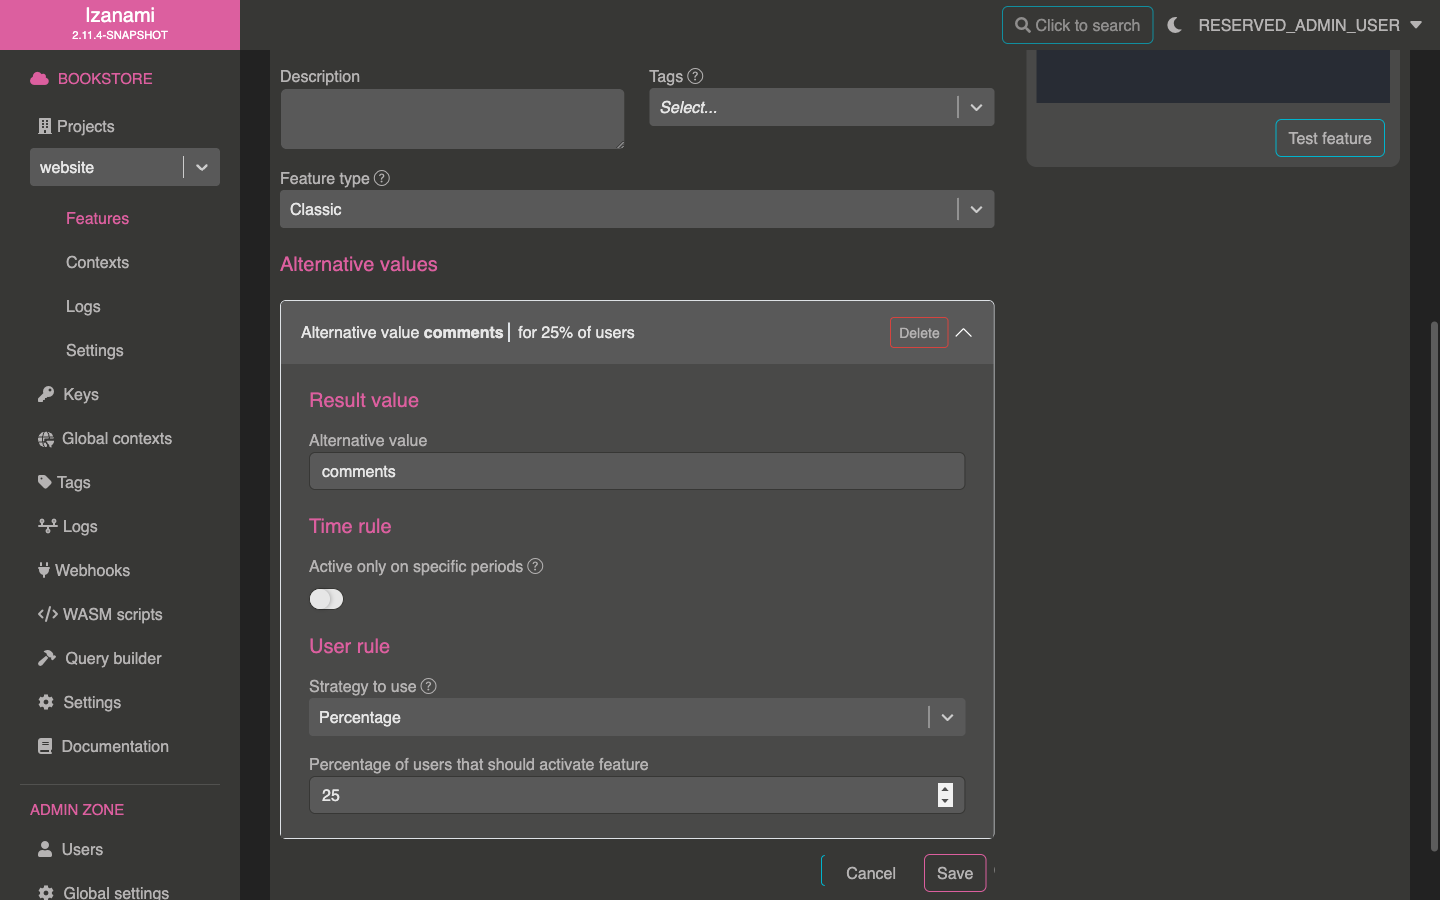 Izanami
2.11.4-SNAPSHOT
Click to search
RESERVED_ADMIN_USER
BOOKSTORE
Projects
website
Features
Contexts
Logs
Settings
Keys
Global contexts
Tags
Logs
Webhooks
WASM scripts
Query builder
Settings
Documentation
ADMIN ZONE
Users
Global settings
Description
Tags
Select...
Feature type
Classic
Alternative values
Alternative value comments | for 25% of users
Delete
Result value
Alternative value
comments
Time rule
Active only on specific periods
User rule
Strategy to use
Percentage
Percentage of users that should activate feature
25
Cancel
Save
Test feature